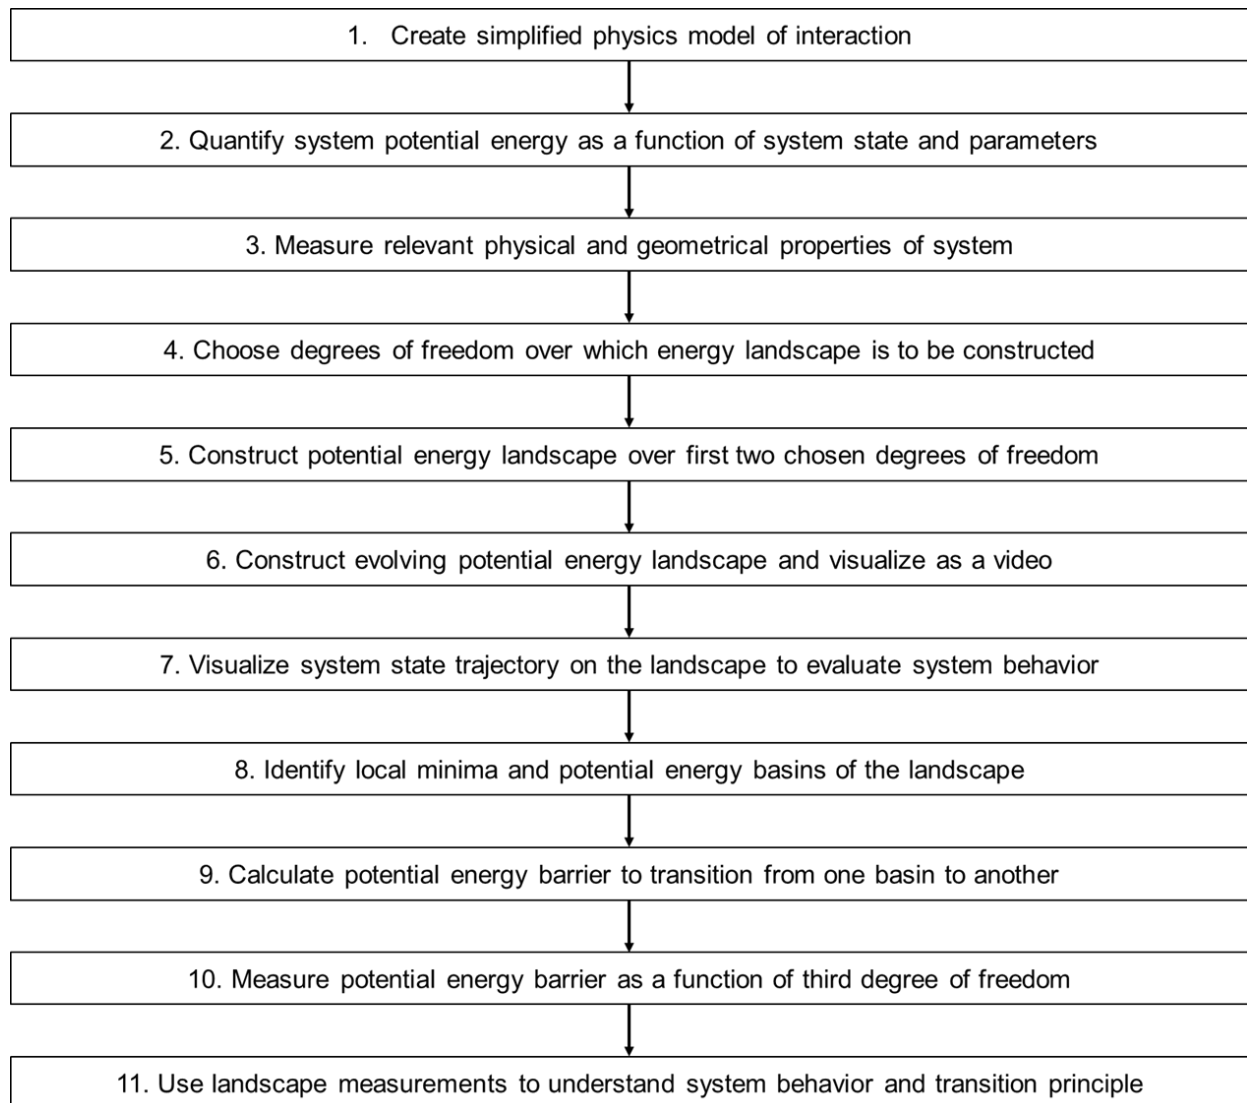 1. Create simplified physics model of interaction
2. Quantify system potential energy as a function of system state and parameters
3. Measure relevant physical and geometrical properties of system
4. Choose degrees of freedom over which energy landscape is to be constructed
5. Construct potential energy landscape over first two chosen degrees of freedom
6. Construct evolving potential energy landscape and visualize as a video
7. Visualize system state trajectory on the landscape to evaluate system behavior
8. Identify local minima and potential energy basins of the landscape
9. Calculate potential energy barrier to transition from one basin to another
10. Measure potential energy barrier as a function of third degree of freedom
11. Use landscape measurements to understand system behavior and transition principle